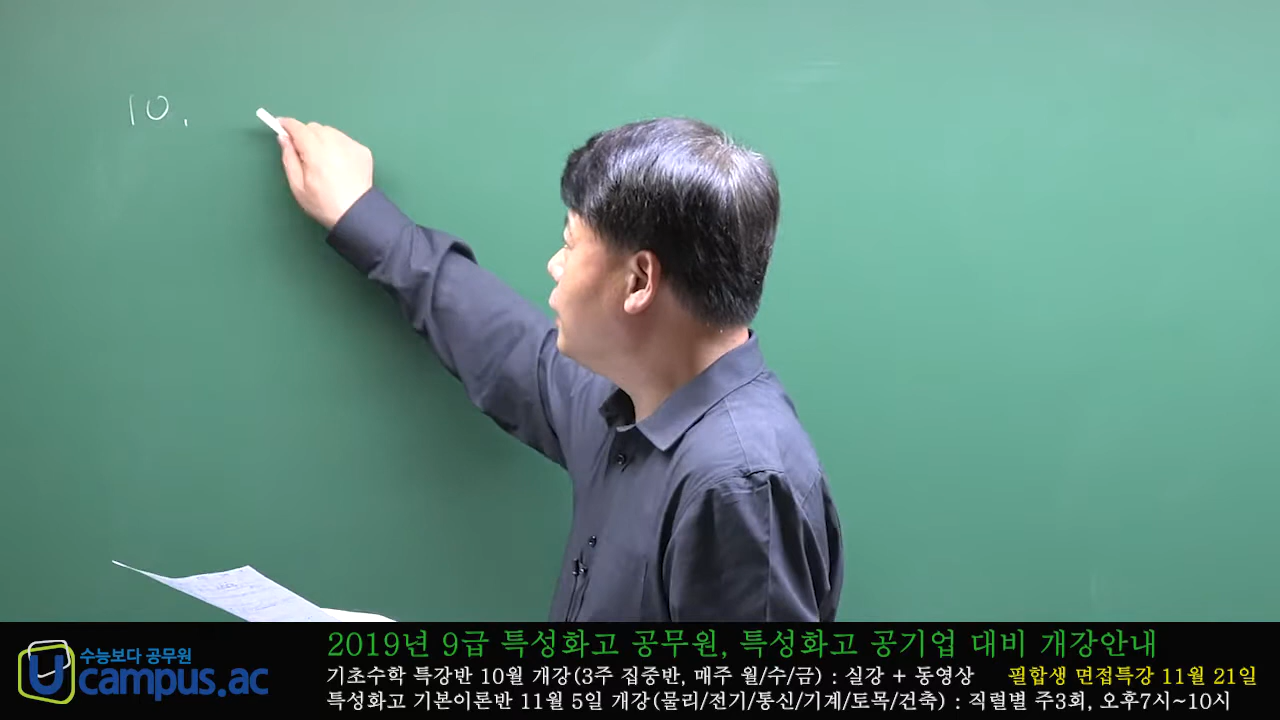 10.
2019년 9급 특성화고 공무원, 특성화고 공기업 대비 개강안내
수능보다 공무원
Ucampus.ac
기초수학 특강반 10월 개강(3주 집중반, 매주 월/수/금) : 실강 + 동영상 필합생 면접특강 11월 21일
특성화고 기본이론반 11월 5일 개강(물리/전기/통신/기계/토목/건축) : 직렬별 주3회, 오후7시~10시